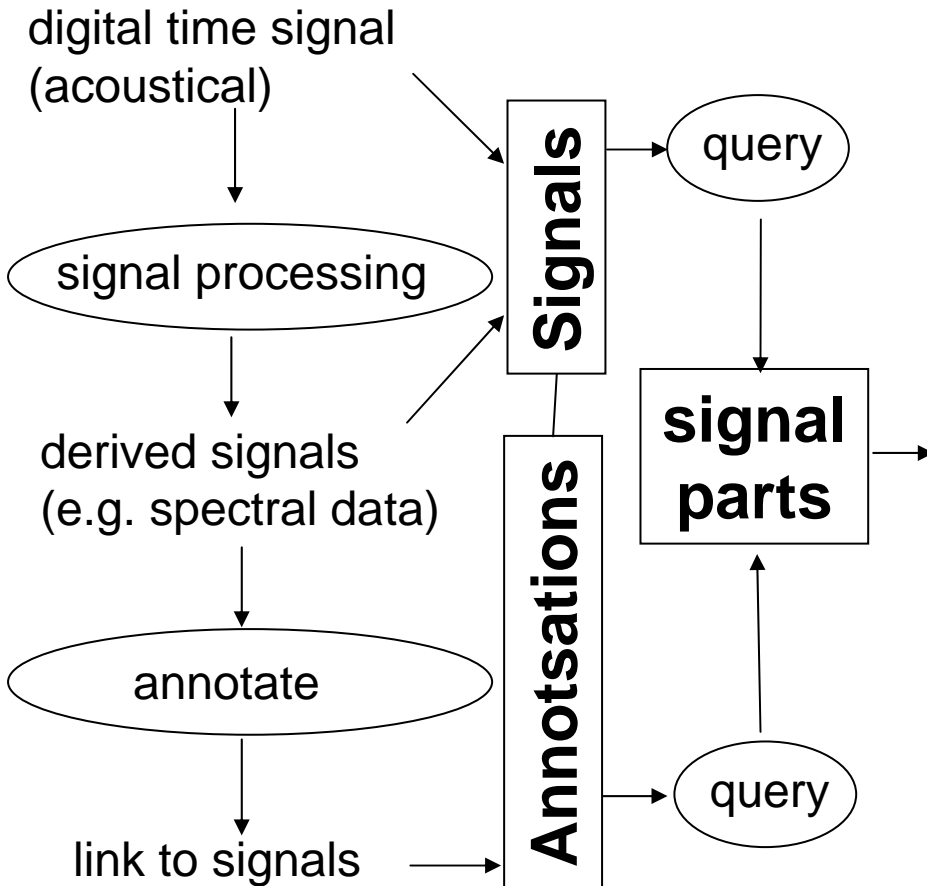 digital time signal
(acoustical)
signal processing
derived signals
(e.g. spectral data)
annotate
link to signals
Signals
Annotsations
query
signal
parts
query